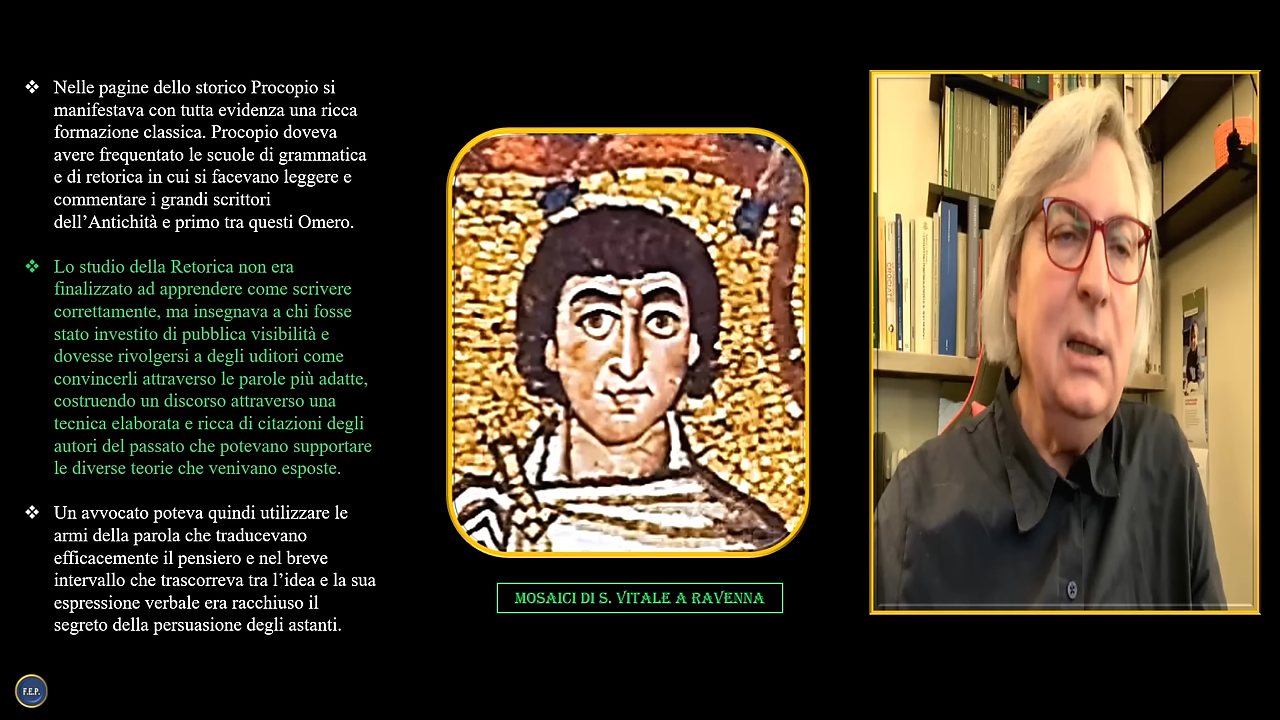 ❖ Nelle pagine dello storico Procopio si
manifestava con tutta evidenza una ricca
formazione classica. Procopio doveva
avere frequentato le scuole di grammatica
e di retorica in cui si facevano leggere e
commentare i grandi scrittori
dell’Antichità e primo tra questi Omero.
❖ Lo studio della Retorica non era
finalizzato ad apprendere come scrivere
correttamente, ma insegnava a chi fosse
stato investito di pubblica visibilità e
dovesse rivolgersi a degli uditori come
convincerli attraverso le parole più adatte,
costruendo un discorso attraverso una
tecnica elaborata e ricca di citazioni degli
autori del passato che potevano supportare
le diverse teorie che venivano esposte.
❖ Un avvocato poteva quindi utilizzare le
armi della parola che traducevano
efficacemente il pensiero e nel breve
intervallo che trascorreva tra l’idea e la sua
espressione verbale era racchiuso il
segreto della persuasione degli astanti.
MOSAICI DI S. VITALE A RAVENNA
F.E.P.